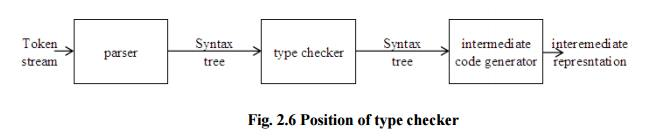 Token
stream
parser
Syntax
tree
type checker
Syntax
tree
intermediate
code generator
interemediate
represntation
Fig. 2.6 Position of type checker